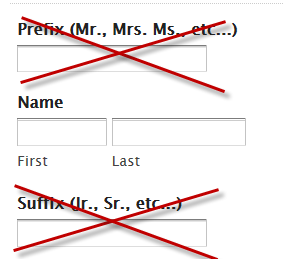 Prefix (Mr., Mrs. Ms., etc...)
Name
First Last
Suffix (Jr., Sr., etc...)